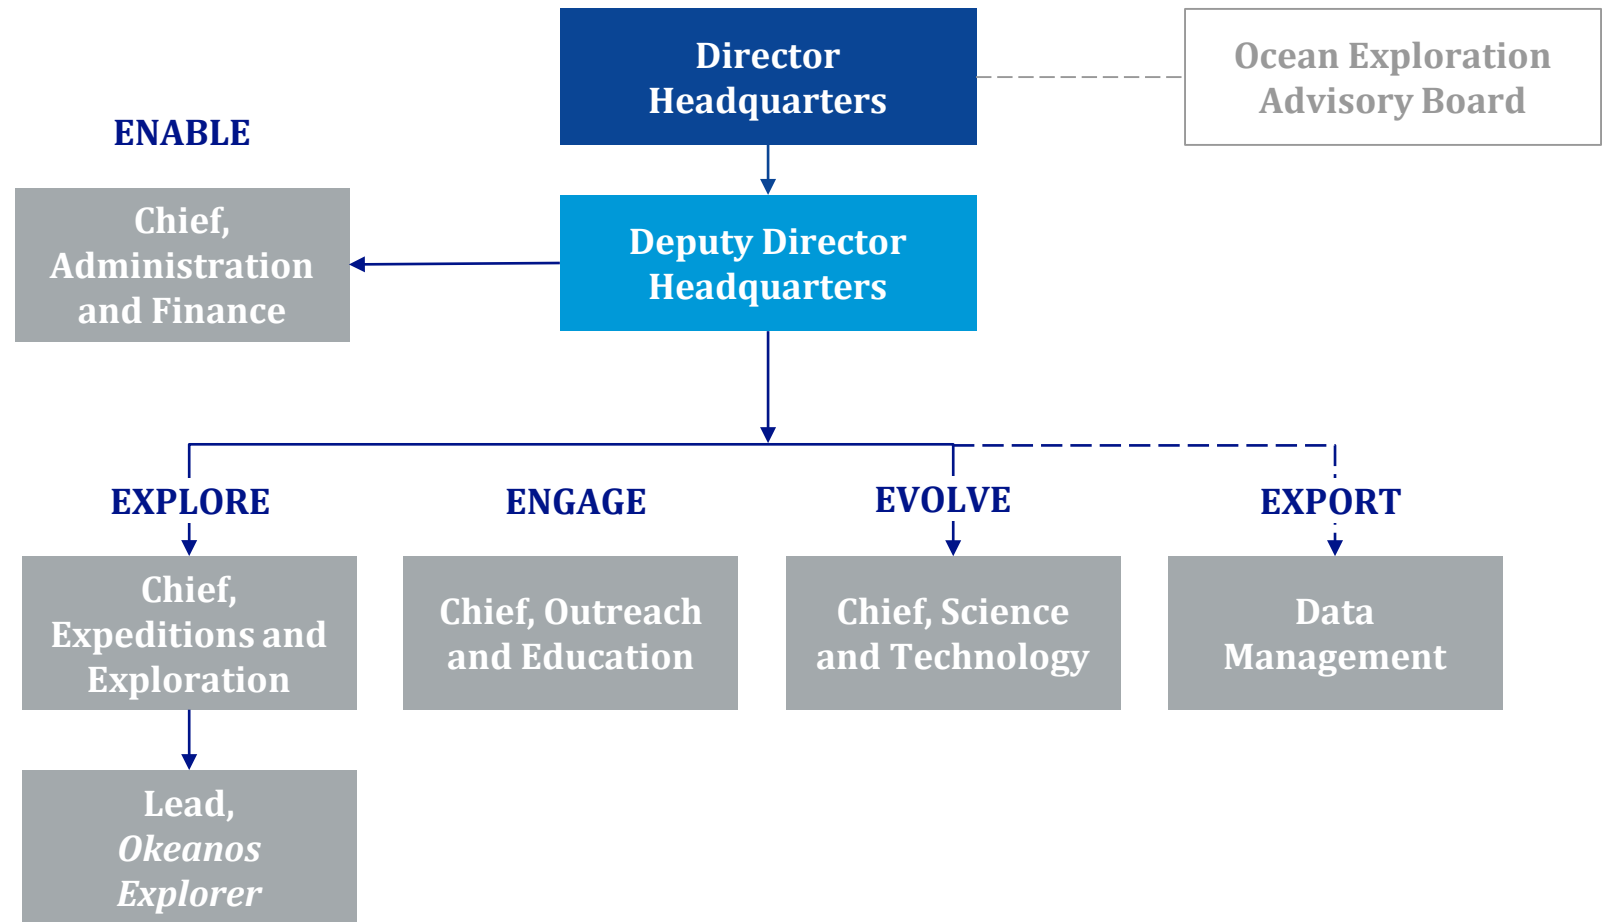 Director
Headquarters
Ocean Exploration
Advisory Board
ENABLE
Chief,
Administration
and Finance
Deputy Director
Headquarters
EXPLORE
ENGAGE
EVOLVE
EXPORT
Chief,
Expeditions and
Exploration
Chief, Outreach
and Education
Chief, Science
and Technology
Data
Management
Lead,
Okeanos
Explorer